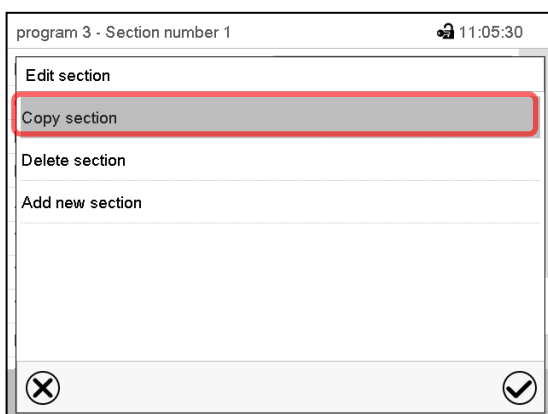 program 3 - Section number 1 11:05:30
Edit section
Copy section
Delete section
Add new section